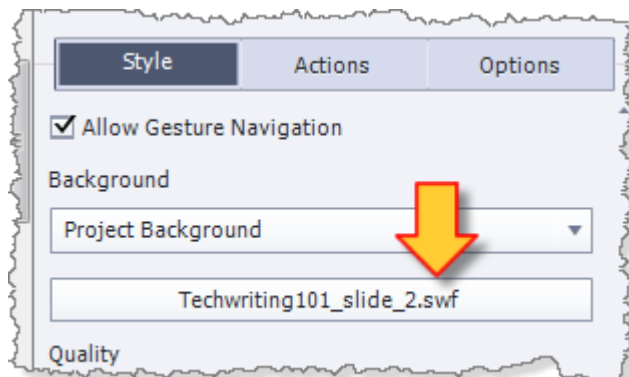 Style Actions Options
Allow Gesture Navigation
Background
Project Background
Techwriting101_slide_2.swf
Quality